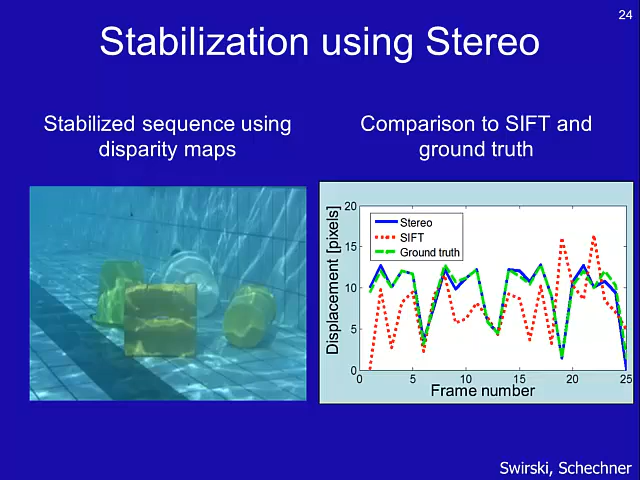 24
Stabilization using Stereo
Stabilized sequence using
disparity maps
Comparison to SIFT and
ground truth
Displacement [pixels]
20
15
10
5
0
Stereo
SIFT
Ground truth
0 5 10 15 20 25
Frame number
Swirski, Schechner